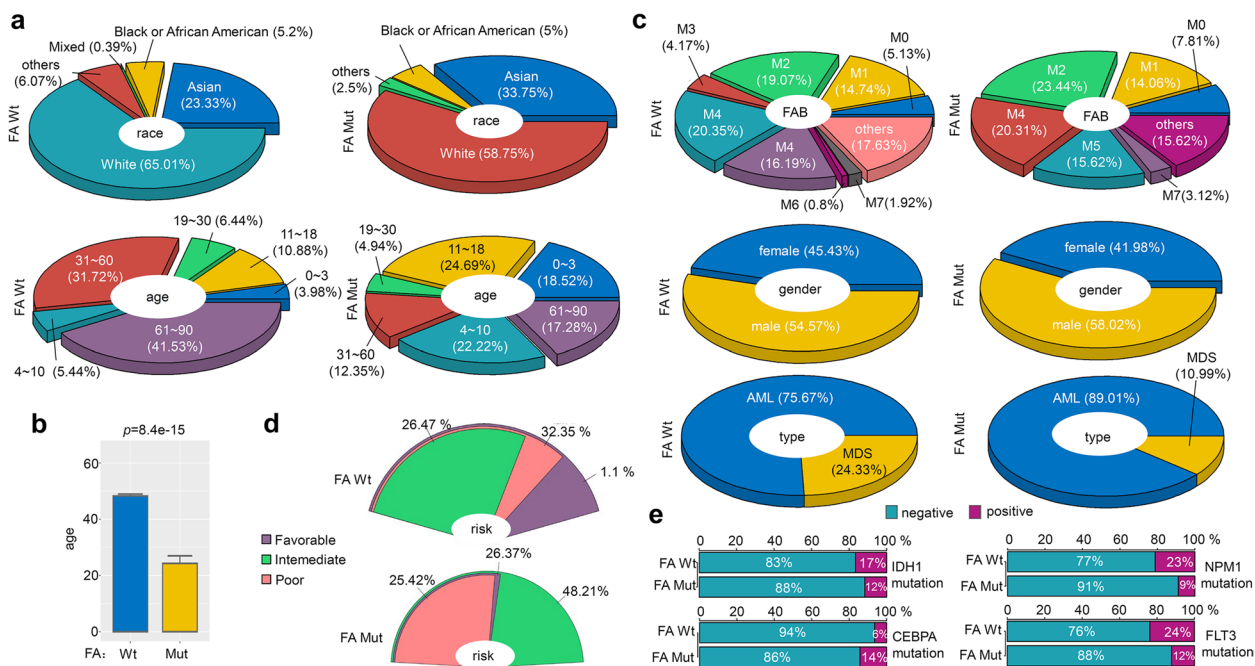 a
FA Wt
Mixed (0.39%)
Black or African American (5.2%)
others
(6.07%)
Asian
(23.33%)
race
White (65.01%)
FA Mut
Black or African American (5%)
others
(2.5%)
Asian
(33.75%)
race
White (58.75%)
FA Wt
19~30 (6.44%)
11~18
(10.88%)
31~60
(31.72%)
0~3
(3.98%)
age
61~90
(41.53%)
4~10
(5.44%)
FA Mut
19~30
(4.94%)
11~18
(24.69%)
0~3
(18.52%)
age
61~90
(17.28%)
4~10
(22.22%)
31~60
(12.35%)
b
p=8.4e-15
age
60
40
20
0
FA:
Wt
Mut
c
FA Wt
M3
(4.17%)
M2
(19.07%)
M0
(5.13%)
M1
(14.74%)
M4
(20.35%)
FAB
others
(17.63%)
M4
(16.19%)
M6 (0.8%)
M7(1.92%)
FA Mut
M0
(7.81%)
M2
(23.44%)
M1
(14.06%)
M4
(20.31%)
FAB
others
(15.62%)
M5
(15.62%)
M7(3.12%)
FA Wt
female (45.43%)
gender
male (54.57%)
FA Mut
female (41.98%)
gender
male (58.02%)
FA Wt
AML (75.67%)
type
MDS
(24.33%)
FA Mut
MDS
(10.99%)
AML (89.01%)
type
d
26.47 %
32.35 %
1.1 %
FA Wt
risk
Favorable
Intemediate
Poor
26.37%
25.42%
48.21%
FA Mut
risk
e
negative
positive
0 20 40 60 80 100 %
FA Wt 83% 17%
FA Mut 88% 12%
IDH1
mutation
0 20 40 60 80 100 %
FA Wt 77% 23%
FA Mut 91% 9%
NPM1
mutation
0 20 40 60 80 100 %
FA Wt 94% 6%
FA Mut 86% 14%
CEBPA
mutation
0 20 40 60 80 100 %
FA Wt 76% 24%
FA Mut 88% 12%
FLT3
mutation